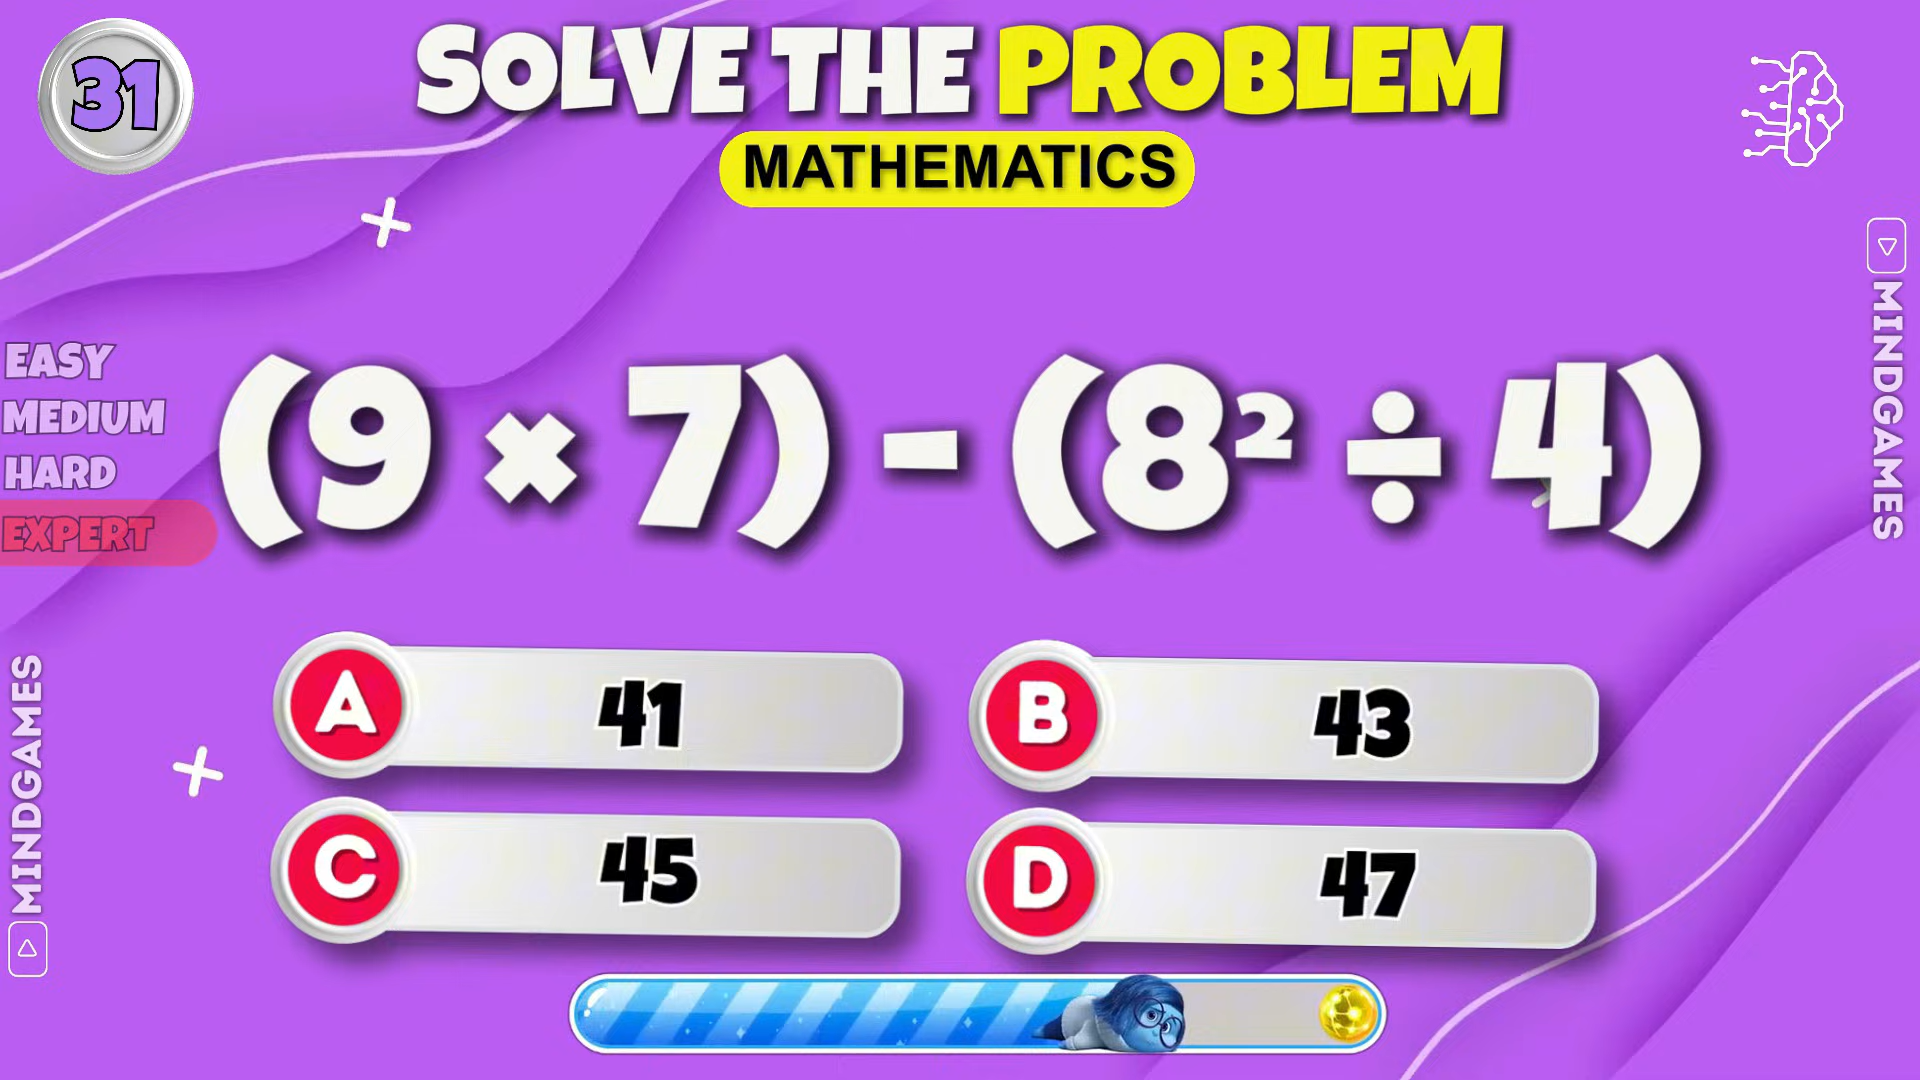 31
SOLVE THE PROBLEM
MATHEMATICS
EASY
MEDIUM
HARD
EXPERT
(9 × 7) - (8² ÷ 4)
A 41
B 43
C 45
D 47
MINDGAMES
MINDGAMES